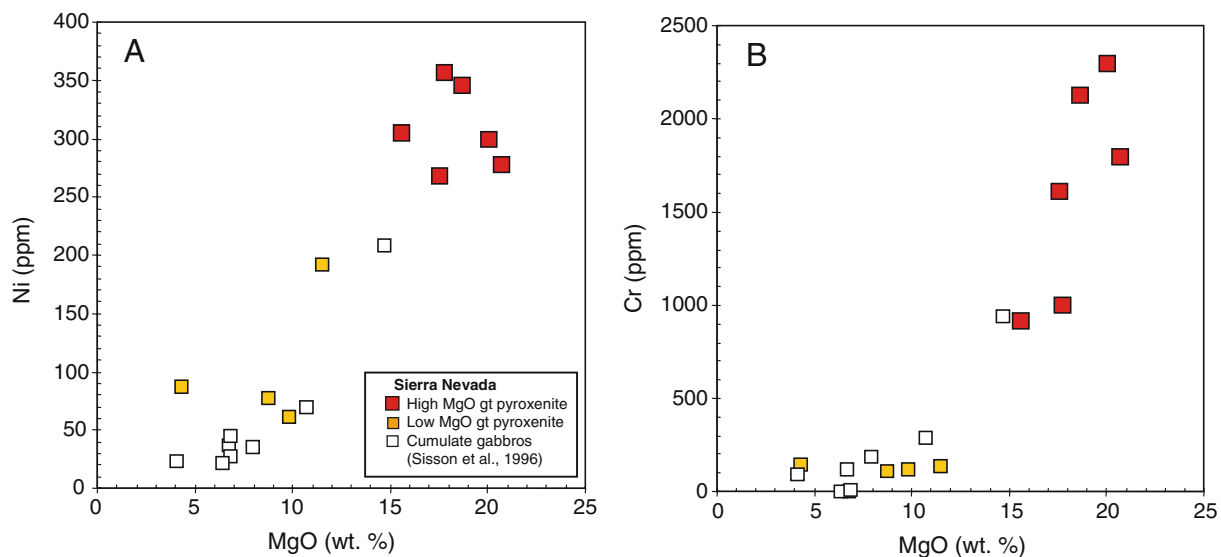 A
400
350
300
250
200
150
100
50
0
Ni (ppm)
0 5 10 15 20 25
MgO (wt. %)
Sierra Nevada
High MgO gt pyroxenite
Low MgO gt pyroxenite
Cumulate gabbros
(Sisson et al., 1996)
B
2500
2000
1500
1000
500
0
Cr (ppm)
0 5 10 15 20 25
MgO (wt. %)